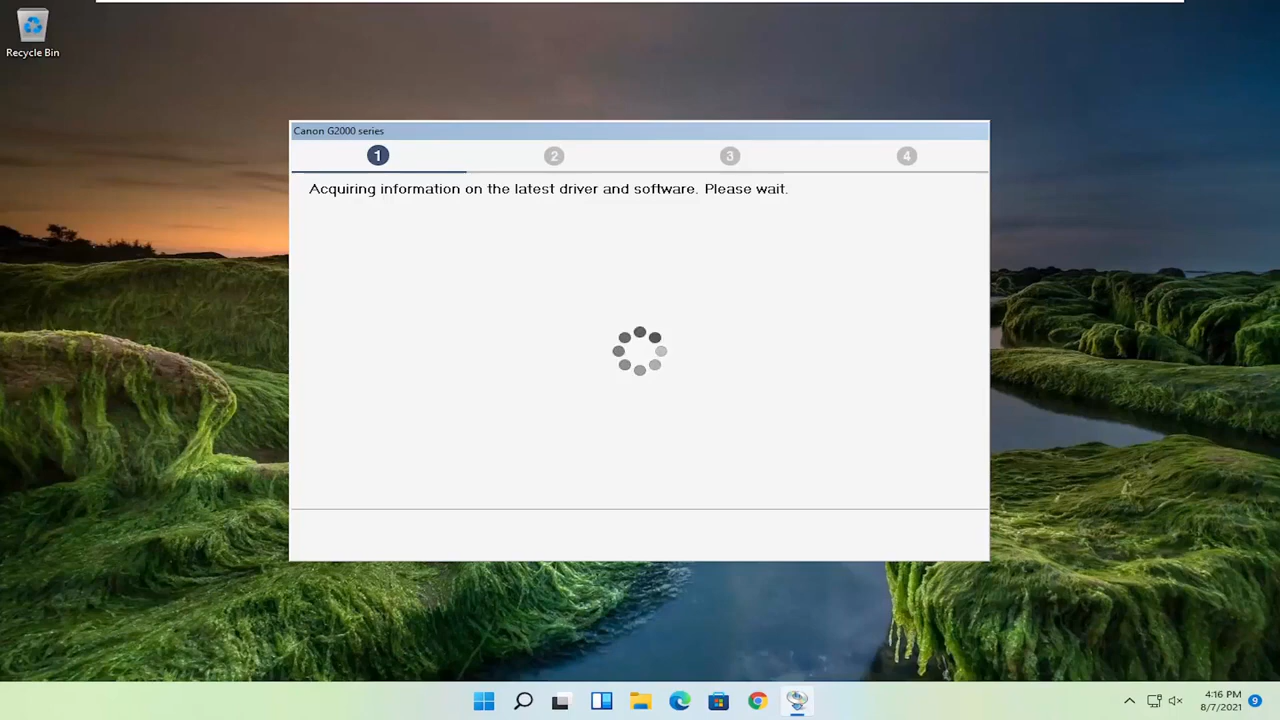 Recycle Bin
Canon G2000 series
1 2 3 4
Acquiring information on the latest driver and software. Please wait.
4:16 PM
8/7/2021
9